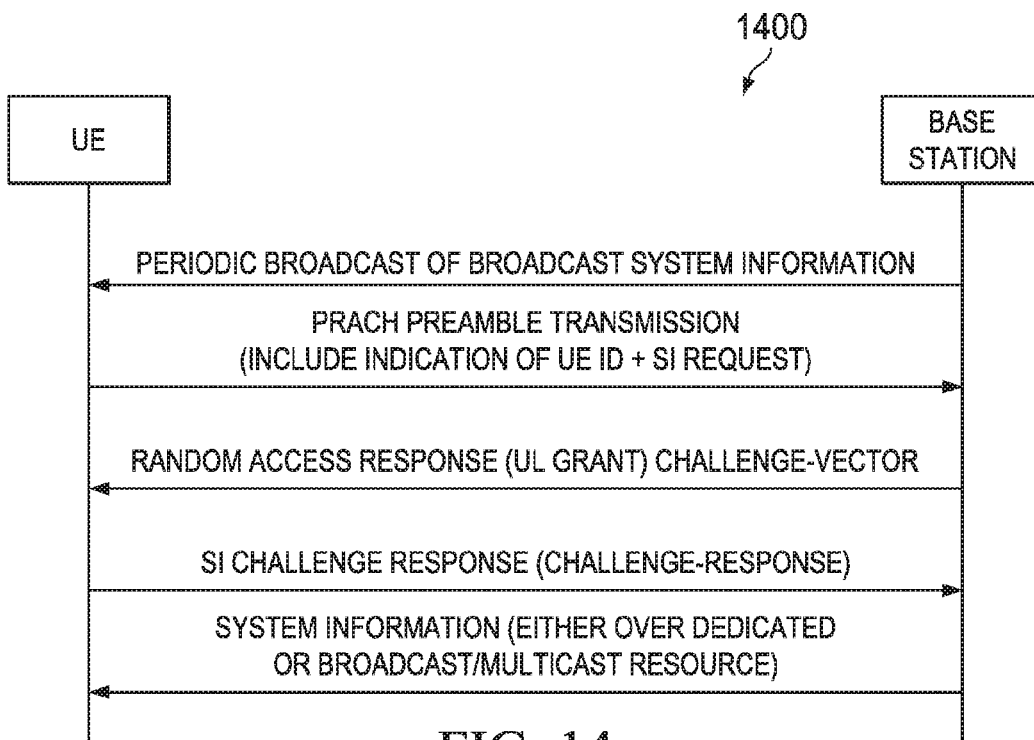 1400
UE
BASE
STATION
PERIODIC BROADCAST OF BROADCAST SYSTEM INFORMATION
PRACH PREAMBLE TRANSMISSION
(INCLUDE INDICATION OF UE ID + SI REQUEST)
RANDOM ACCESS RESPONSE (UL GRANT) CHALLENGE-VECTOR
SI CHALLENGE RESPONSE (CHALLENGE-RESPONSE)
SYSTEM INFORMATION (EITHER OVER DEDICATED
OR BROADCAST/MULTICAST RESOURCE)
FIG. 14